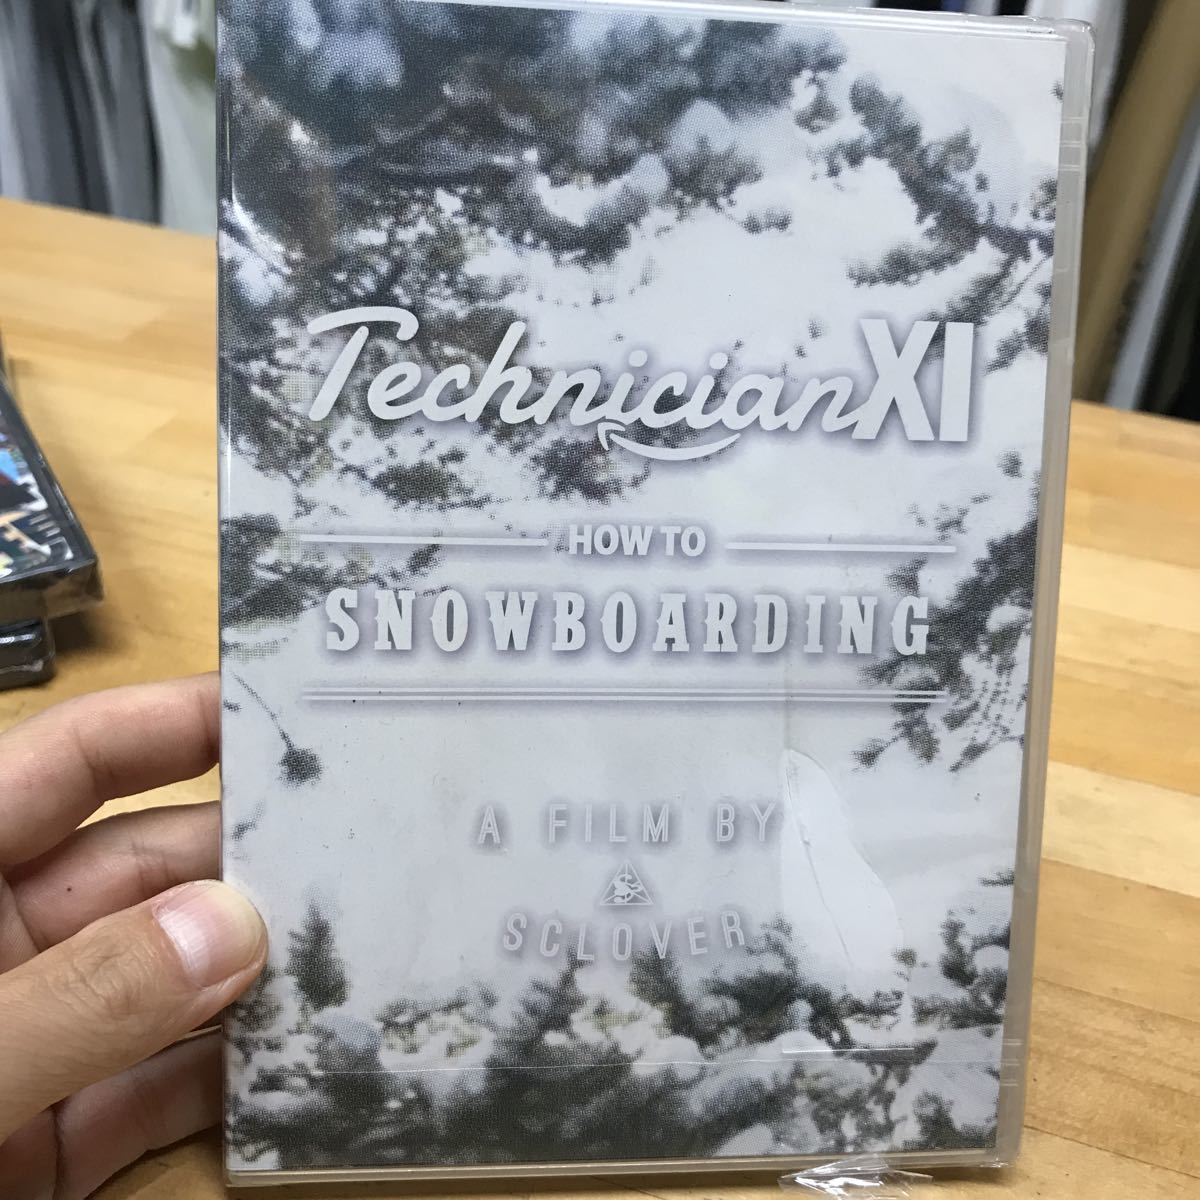 TechnicianXI
HOW TO
SNOWBOARDING
A FILM BY
SCLOVER